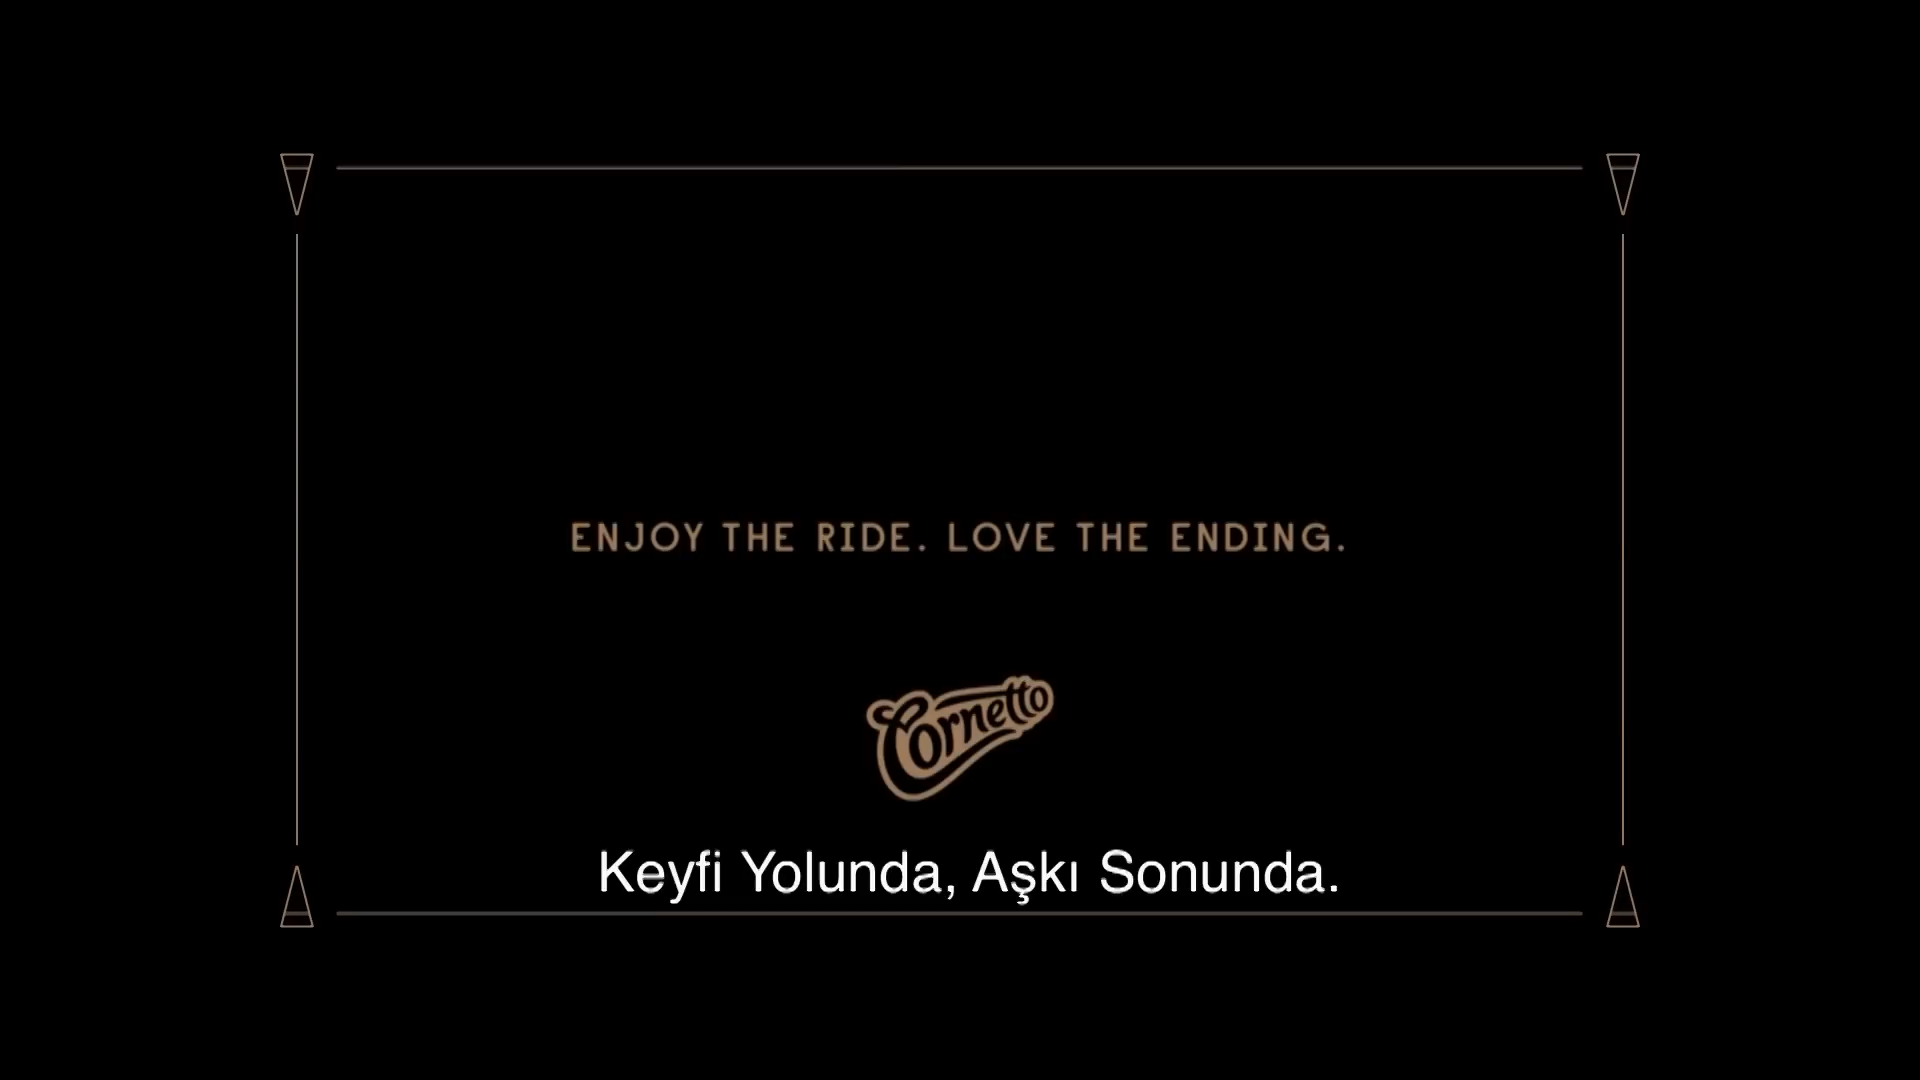 ENJOY THE RIDE. LOVE THE ENDING.
Cornetto
Keyfi Yolunda, Aşkı Sonunda.